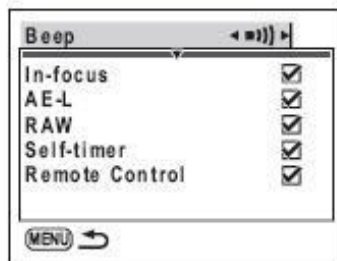 Beep
In-focus
AE-L
RAW
Self-timer
Remote Control
MENU